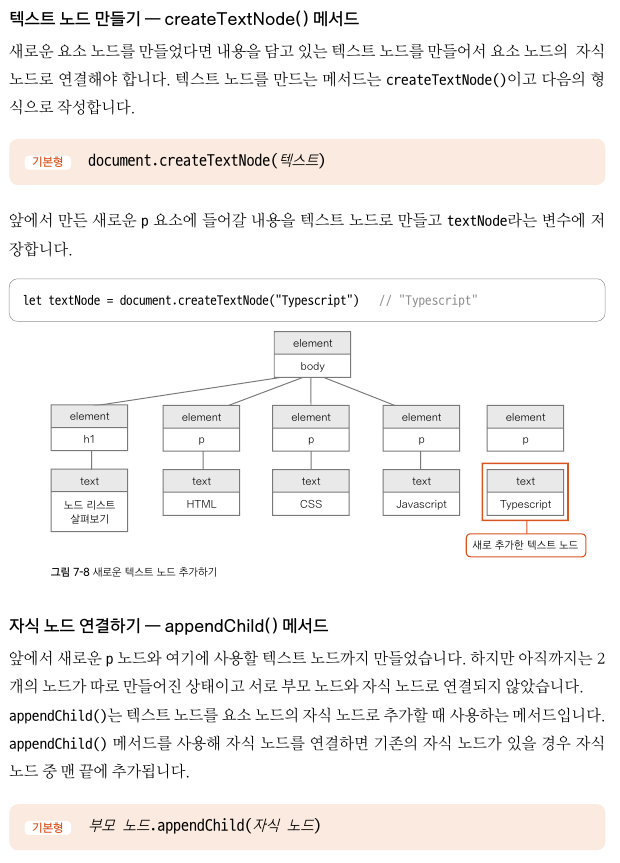 텍스트 노드 만들기 — createTextNode() 메서드
새로운 요소 노드를 만들었다면 내용을 담고 있는 텍스트 노드를 만들어서 요소 노드의 자식
노드로 연결해야 합니다. 텍스트 노드를 만드는 메서드는 createTextNode()이고 다음의 형
식으로 작성합니다.
기본형 document.createTextNode(텍스트)
앞에서 만든 새로운 p 요소에 들어갈 내용을 텍스트 노드로 만들고 textNode라는 변수에 저
장합니다.
let textNode = document.createTextNode("Typescript") // "Typescript"
element
body
element element element element element
h1 p p p p
text text text text text
노드 리스트
살펴보기
HTML CSS Javascript Typescript
새로 추가한 텍스트 노드
그림 7-8 새로운 텍스트 노드 추가하기
자식 노드 연결하기 — appendChild() 메서드
앞에서 새로운 p 노드와 여기에 사용할 텍스트 노드까지 만들었습니다. 하지만 아직까지는 2
개의 노드가 따로 만들어진 상태이고 서로 부모 노드와 자식 노드로 연결되지 않았습니다.
appendChild()는 텍스트 노드를 요소 노드의 자식 노드로 추가할 때 사용하는 메서드입니다.
appendChild() 메서드를 사용해 자식 노드를 연결하면 기존의 자식 노드가 있을 경우 자식
노드 중 맨 끝에 추가됩니다.
기본형 부모 노드.appendChild(자식 노드)